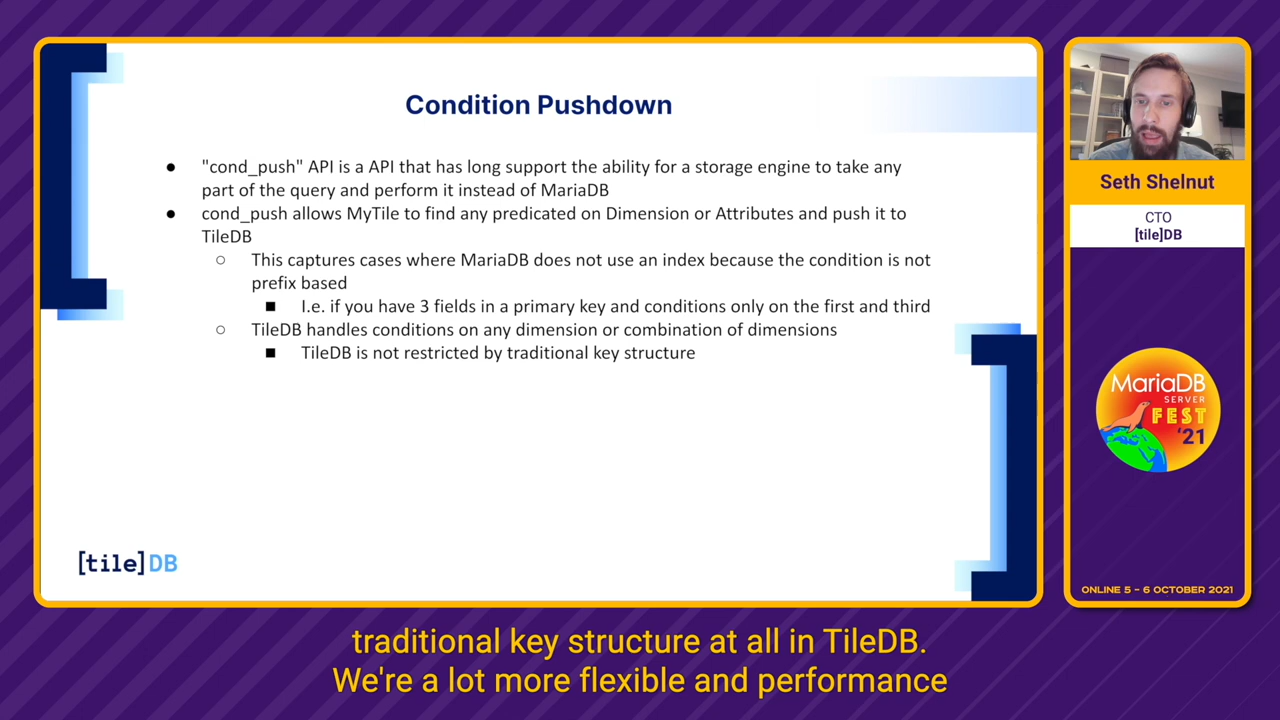 Condition Pushdown
● "cond_push" API is a API that has long support the ability for a storage engine to take any
part of the query and perform it instead of MariaDB
● cond_push allows MyTile to find any predicated on Dimension or Attributes and push it to
TileDB
○ This captures cases where MariaDB does not use an index because the condition is not
prefix based
■ I.e. if you have 3 fields in a primary key and conditions only on the first and third
○ TileDB handles conditions on any dimension or combination of dimensions
■ TileDB is not restricted by traditional key structure
[tile]DB
Seth Shelnut
CTO
[tile]DB
MariaDB
SERVER
FEST
'21
ONLINE 5 – 6 OCTOBER 2021
traditional key structure at all in TileDB.
We're a lot more flexible and performance